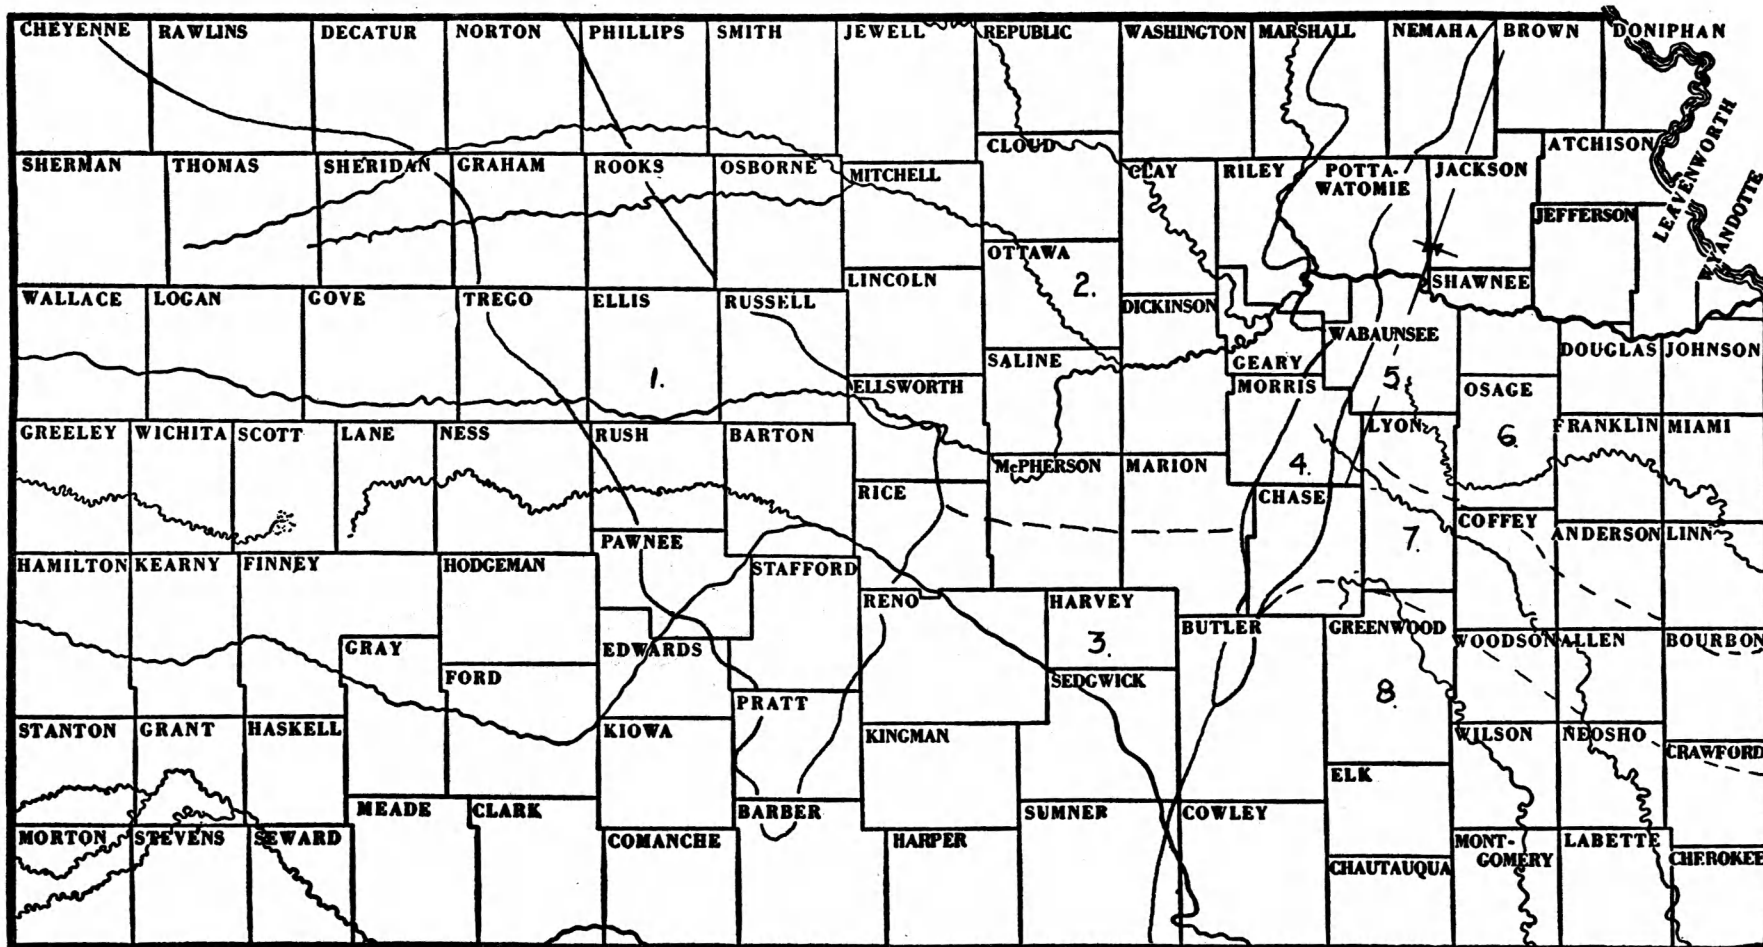 CHEYENNE RAWLINS DECATUR NORTON PHILLIPS SMITH JEWELL REPUBLIC WASHINGTON MARSHALL NEMAHA BROWN DONIPHAN
SHERMAN THOMAS SHERIDAN GRAHAM ROOKS OSBORNE MITCHELL CLOUD CLAY RILEY POTTA-
WATOMIE
JACKSON ATCHISON
JEFFERSON LEAVENWORTH WYANDOTTE
WALLACE LOGAN GOVE TREGO ELLIS RUSSELL LINCOLN OTTAWA 2. DICKINSON SHAWNEE
1. ELLSWORTH SALINE GEARY WABAUNSEE DOUGLAS JOHNSON
MORRIS 5. OSAGE
GREELEY WICHITA SCOTT LANE NESS RUSH BARTON RICE McPHERSON MARION 4. LYON 6. FRANKLIN MIAMI
CHASE
HAMILTON KEARNY FINNEY HODGEMAN PAWNEE STAFFORD 7. COFFEY ANDERSON LINN
GRAY FORD EDWARDS RENO HARVEY 3. BUTLER GREENWOOD WOODSON ALLEN BOURBON
SEDGWICK 8.
STANTON GRANT HASKELL KIOWA PRATT KINGMAN WILSON NEOSHO CRAWFORD
ELK
MORTON STEVENS SEWARD MEADE CLARK COMANCHE BARBER HARPER SUMNER COWLEY CHAUTAUQUA MONT-
GOMERY
LABETTE CHEROKEE